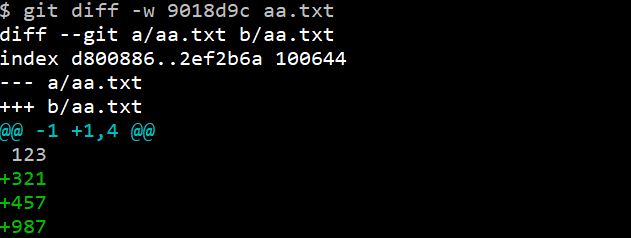 $ git diff -w 9018d9c aa.txt
diff --git a/aa.txt b/aa.txt
index d800886..2ef2b6a 100644
--- a/aa.txt
+++ b/aa.txt
@@ -1 +1,4 @@
 123
+321
+457
+987